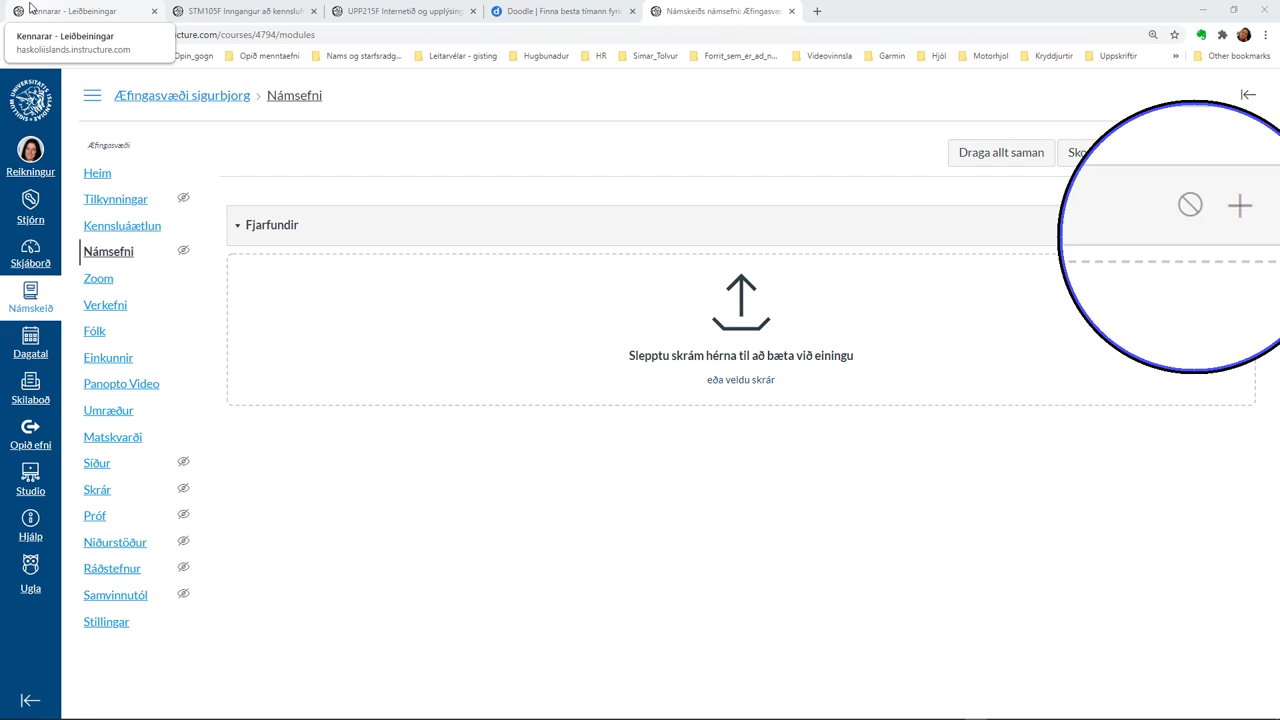 Kennarar - Leiðbeiningar
STM105F Inngangur að kennslufr
UPP215F Internetið og upplýsing
Doodle | Finna besta tímann fyrir
Námskeiðs námsefni: Æfingasvæ
Kennarar - Leiðbeiningar
haskoliislands.instructure.com
cture.com/courses/4794/modules
Opin_gogn
Opið menntaefni
Nams og starfsradg...
Leitarvélar - gisting
Hugbunadur
HR
Simar_Tolvur
Forrit_sem_er_ad_n...
Videovinnsla
Garmin
Hjól
Motorhjol
Kryddjurtir
Uppskriftir
»
Other bookmarks
Æfingasvæði sigurbjorg › Námsefni
Reikningur
Stjórn
Skjáborð
Námskeið
Dagatal
Skilaboð
Opið efni
Studio
Hjálp
Ugla
Æfingasvæði
Heim
Tilkynningar
Kennsluáætlun
Námsefni
Zoom
Verkefni
Fólk
Einkunnir
Panopto Video
Umræður
Matskvarði
Síður
Skrár
Próf
Niðurstöður
Ráðstefnur
Samvinnutól
Stillingar
Draga allt saman
Sko
Fjarfundir
Slepptu skrám hérna til að bæta við einingu
eða veldu skrár